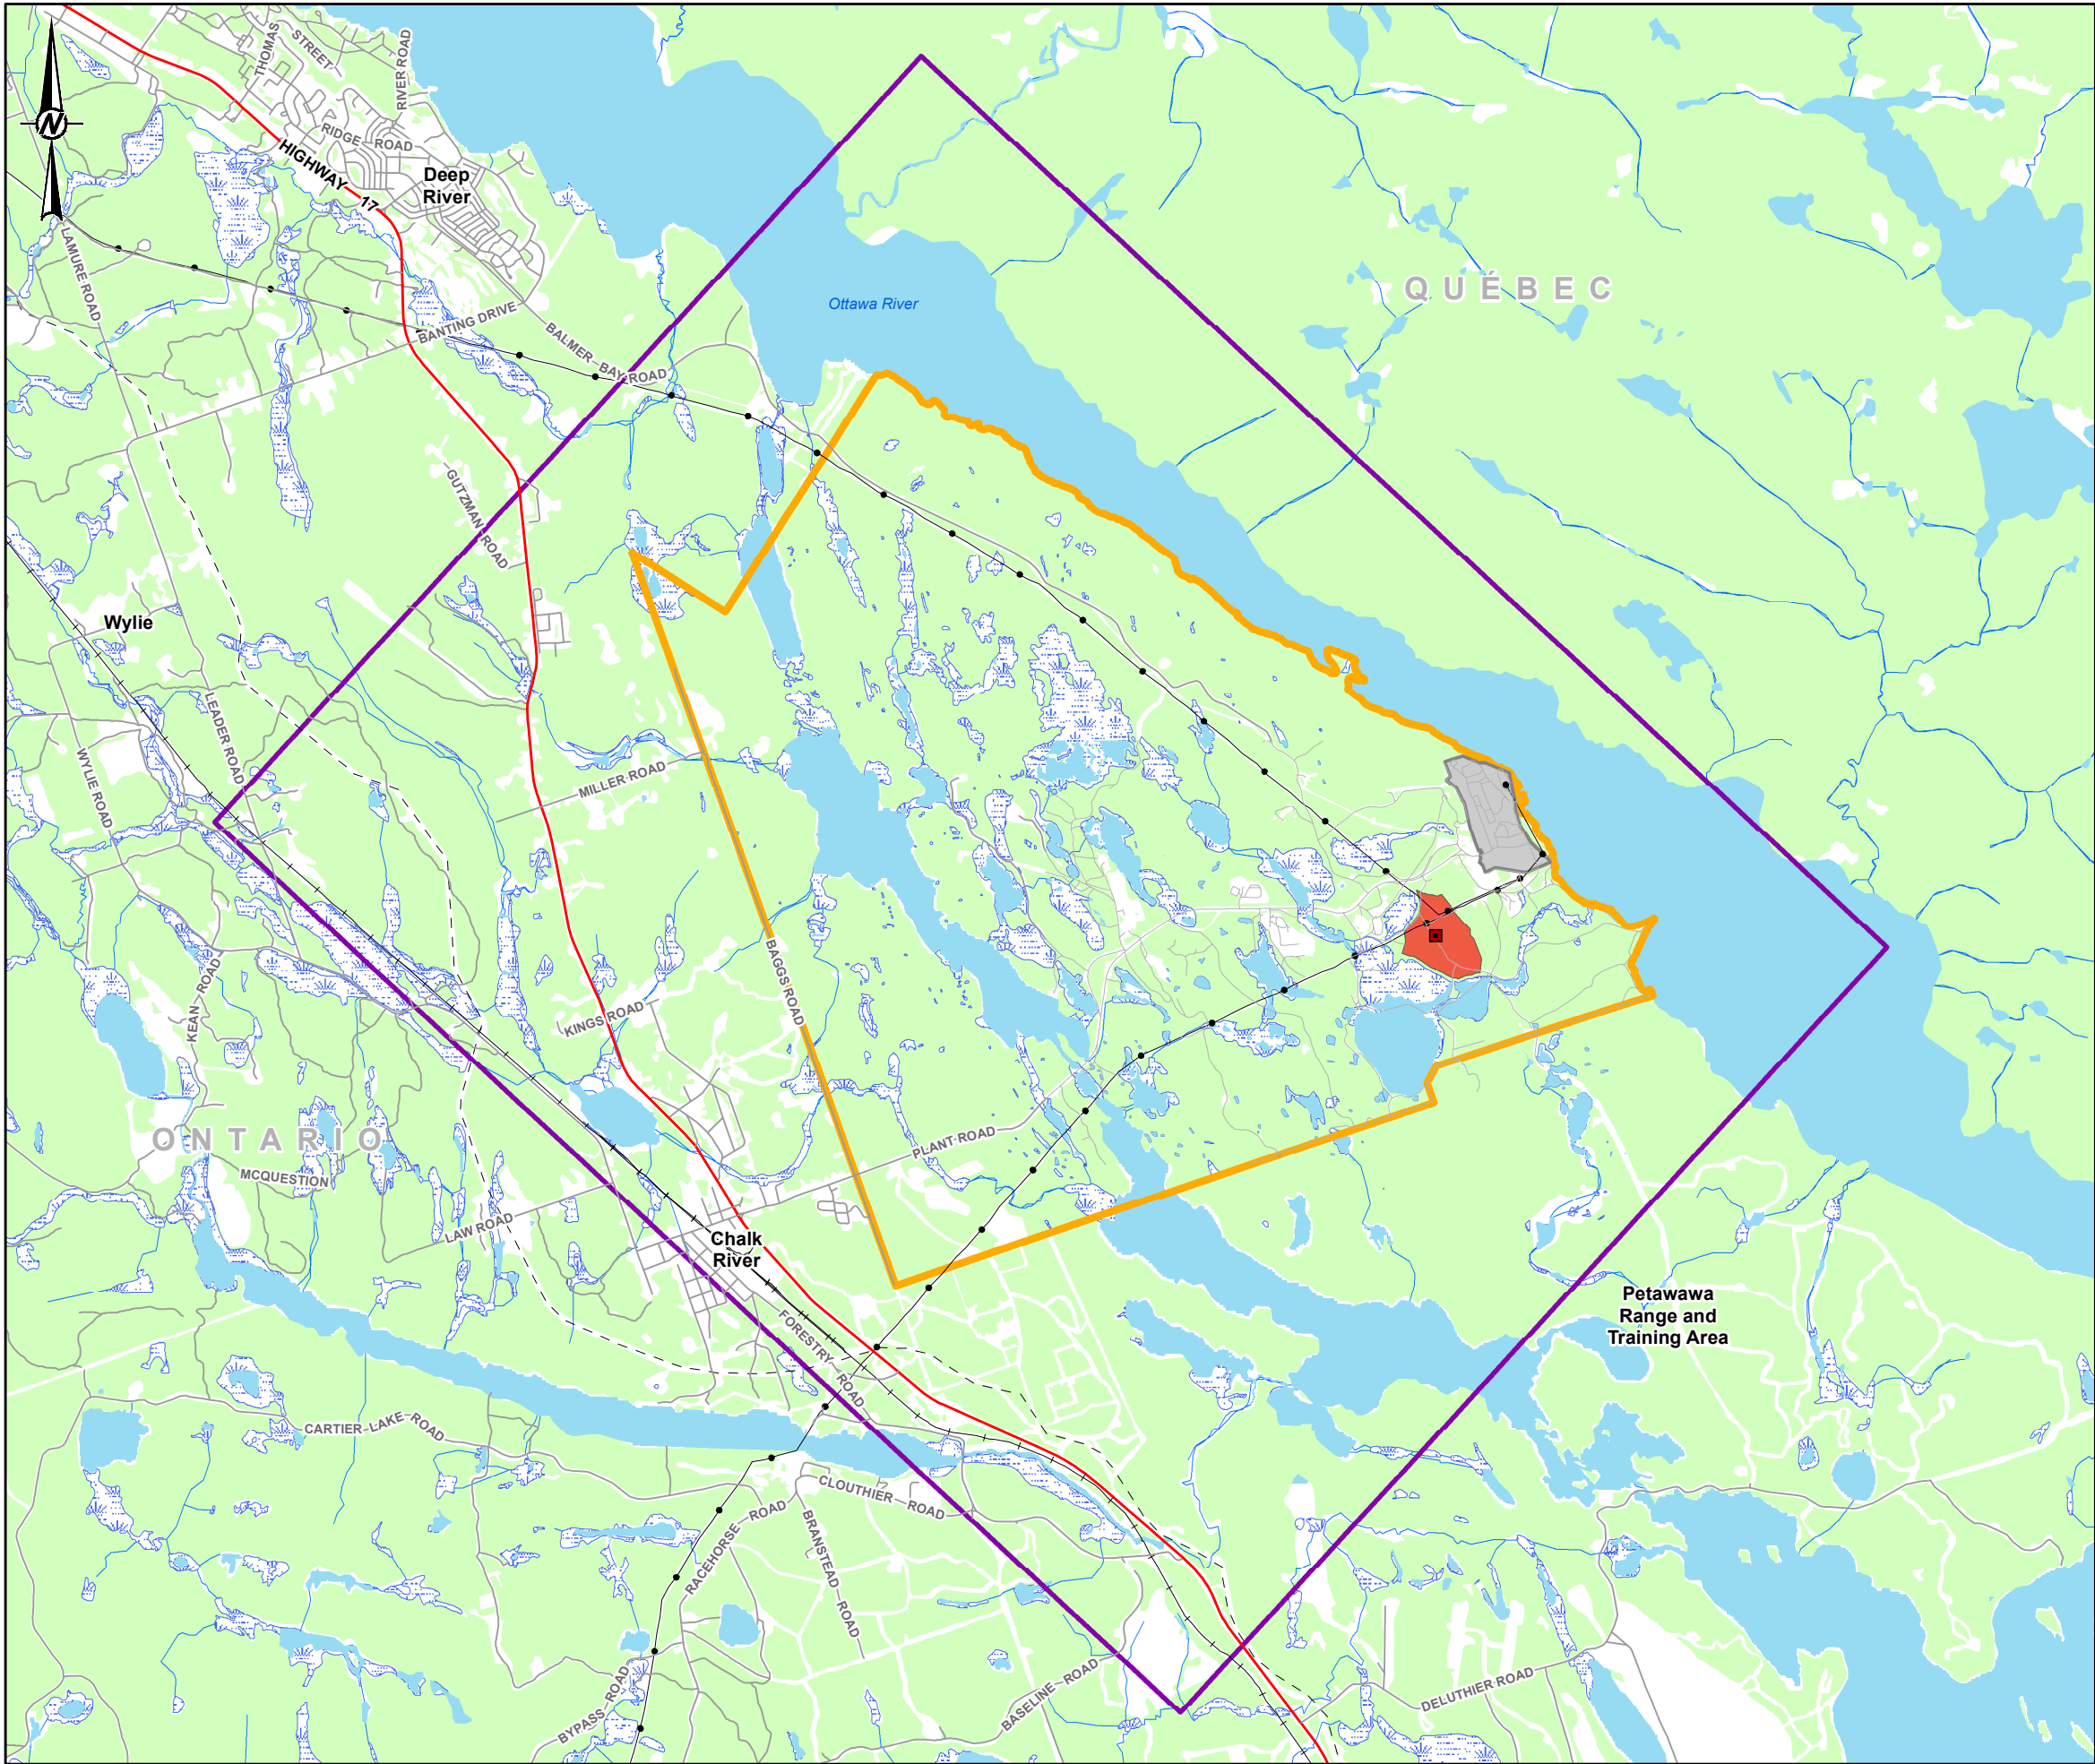 THOMAS
STREET
RIVER ROAD
N
RIDGE ROAD
HIGHWAY 17
Deep
River
LAMURE ROAD
QUÉBEC
Ottawa River
BANTING DRIVE
BALMER BAY ROAD
GUTZMAN ROAD
Wylie
LEADER ROAD
WYLIE ROAD
MILLER ROAD
BAGGS ROAD
KEAN ROAD
KINGS ROAD
ONTARIO
PLANT ROAD
MCQUESTION
LAW ROAD
Chalk
River
Petawawa
Range and
Training Area
FORESTRY ROAD
CARTIER LAKE ROAD
CLOUTHIER ROAD
RACEHORSE ROAD
BRANSTEAD ROAD
BYPASS ROAD
BASELINE ROAD
DELUTHIER ROAD